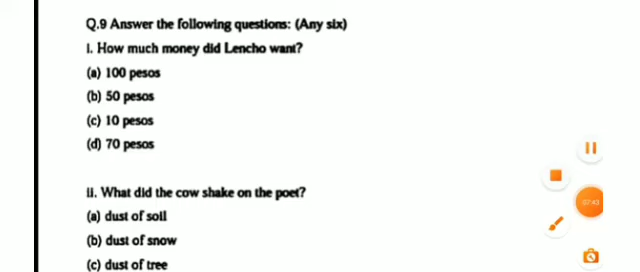 Q.9 Answer the following questions: (Any six)
i. How much money did Lencho want?
(a) 100 pesos
(b) 50 pesos
(c) 10 pesos
(d) 70 pesos
ii. What did the cow shake on the poet?
(a) dust of soil
(b) dust of snow
(c) dust of tree
07:43